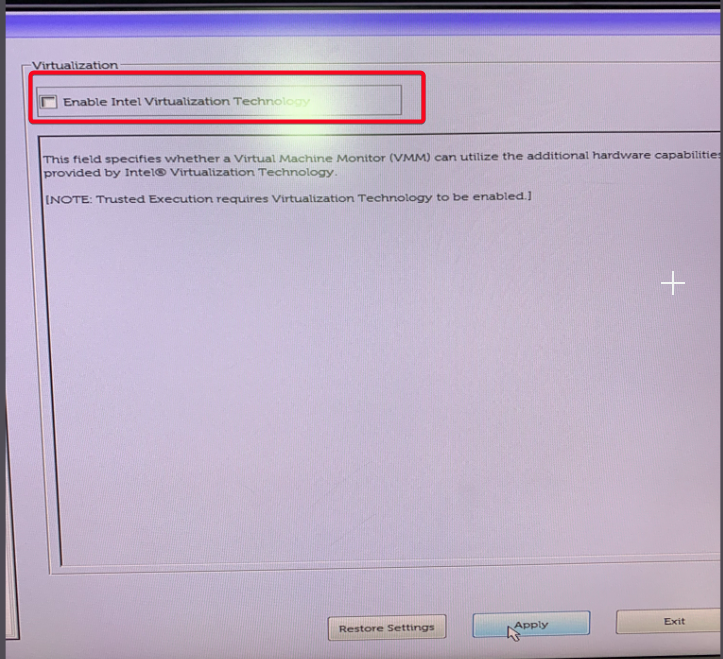 Virtualization
Enable Intel Virtualization Technology
This field specifies whether a Virtual Machine Monitor (VMM) can utilize the additional hardware capabilities
provided by Intel® Virtualization Technology.
[NOTE: Trusted Execution requires Virtualization Technology to be enabled.]
Restore Settings
Apply
Exit